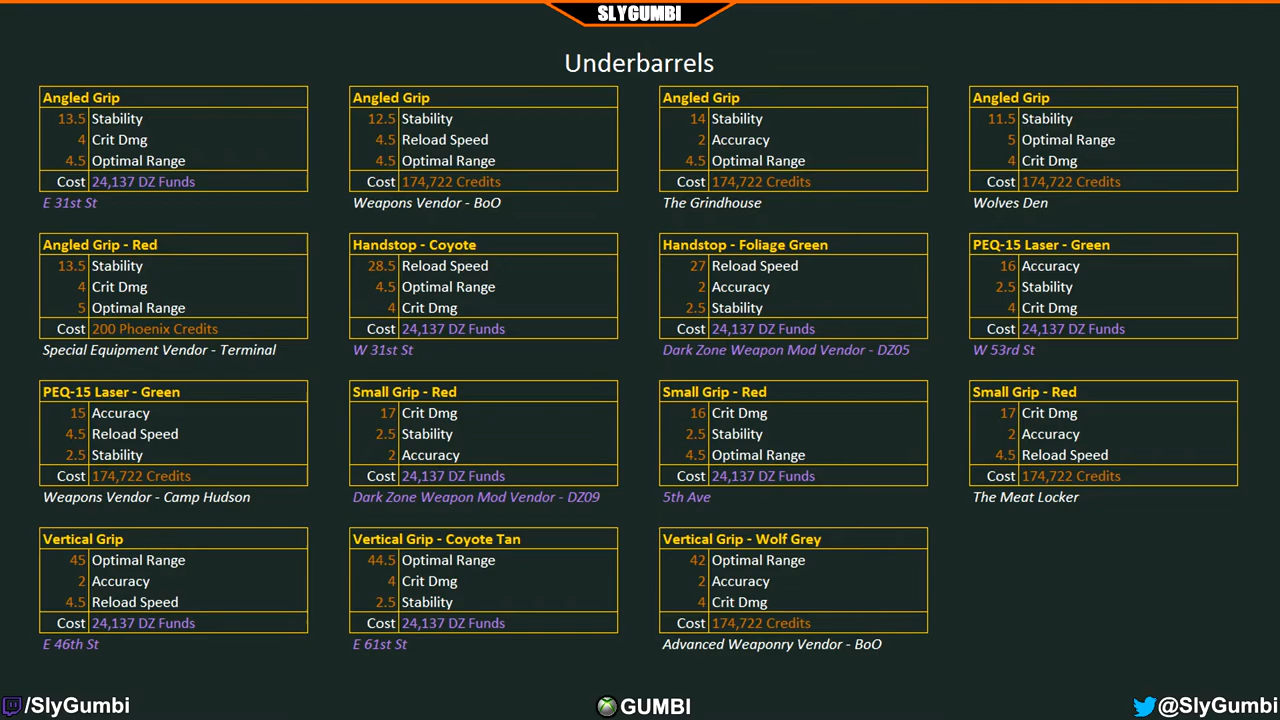 SLYGUMBI
Underbarrels
Angled Grip
13.5 Stability
4 Crit Dmg
4.5 Optimal Range
Cost 24,137 DZ Funds
E 31st St
Angled Grip
12.5 Stability
4.5 Reload Speed
4.5 Optimal Range
Cost 174,722 Credits
Weapons Vendor - BoO
Angled Grip
14 Stability
2 Accuracy
4.5 Optimal Range
Cost 174,722 Credits
The Grindhouse
Angled Grip
11.5 Stability
5 Optimal Range
4 Crit Dmg
Cost 174,722 Credits
Wolves Den
Angled Grip - Red
13.5 Stability
4 Crit Dmg
5 Optimal Range
Cost 200 Phoenix Credits
Special Equipment Vendor - Terminal
Handstop - Coyote
28.5 Reload Speed
4.5 Optimal Range
4 Crit Dmg
Cost 24,137 DZ Funds
W 31st St
Handstop - Foliage Green
27 Reload Speed
2 Accuracy
2.5 Stability
Cost 24,137 DZ Funds
Dark Zone Weapon Mod Vendor - DZ05
PEQ-15 Laser - Green
16 Accuracy
2.5 Stability
4 Crit Dmg
Cost 24,137 DZ Funds
W 53rd St
PEQ-15 Laser - Green
15 Accuracy
4.5 Reload Speed
2.5 Stability
Cost 174,722 Credits
Weapons Vendor - Camp Hudson
Small Grip - Red
17 Crit Dmg
2.5 Stability
2 Accuracy
Cost 24,137 DZ Funds
Dark Zone Weapon Mod Vendor - DZ09
Small Grip - Red
16 Crit Dmg
2.5 Stability
4.5 Optimal Range
Cost 24,137 DZ Funds
5th Ave
Small Grip - Red
17 Crit Dmg
2 Accuracy
4.5 Reload Speed
Cost 174,722 Credits
The Meat Locker
Vertical Grip
45 Optimal Range
2 Accuracy
4.5 Reload Speed
Cost 24,137 DZ Funds
E 46th St
Vertical Grip - Coyote Tan
44.5 Optimal Range
4 Crit Dmg
2.5 Stability
Cost 24,137 DZ Funds
E 61st St
Vertical Grip - Wolf Grey
42 Optimal Range
2 Accuracy
4 Crit Dmg
Cost 174,722 Credits
Advanced Weaponry Vendor - BoO
/SlyGumbi
GUMBI
@SlyGumbi